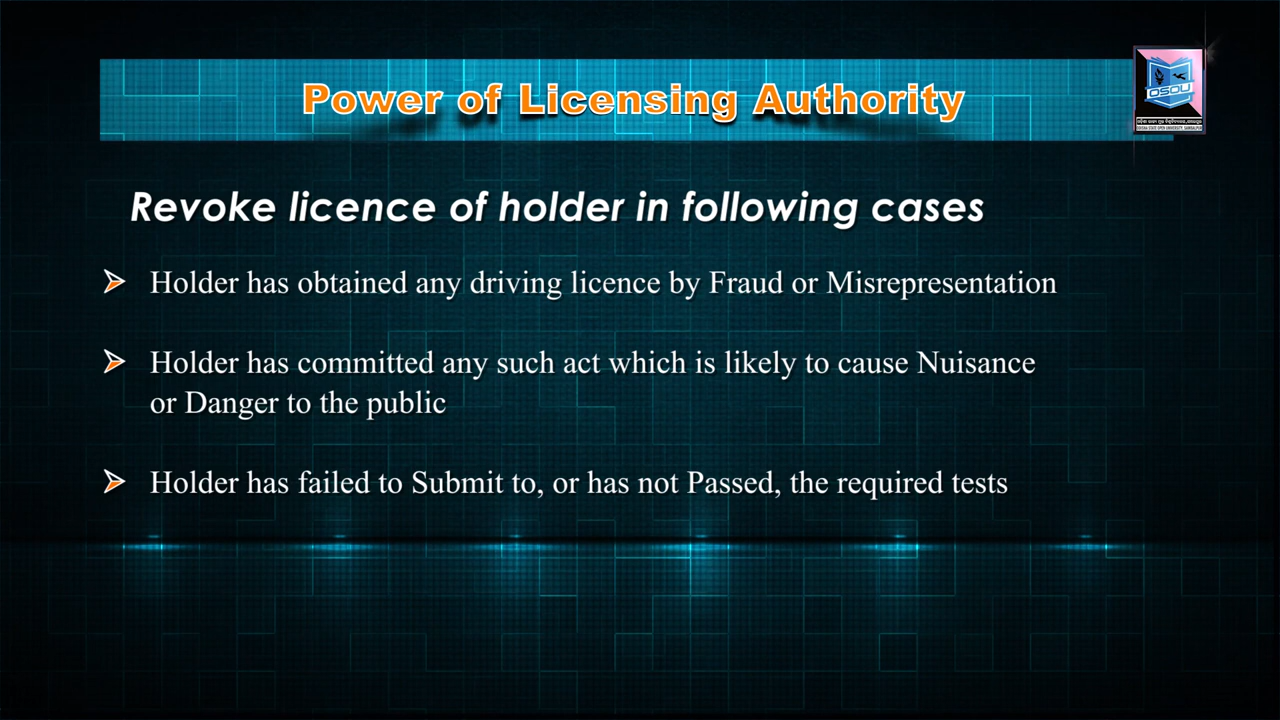 Power of Licensing Authority
OSOU
Revoke licence of holder in following cases
Holder has obtained any driving licence by Fraud or Misrepresentation
Holder has committed any such act which is likely to cause Nuisance
or Danger to the public
Holder has failed to Submit to, or has not Passed, the required tests